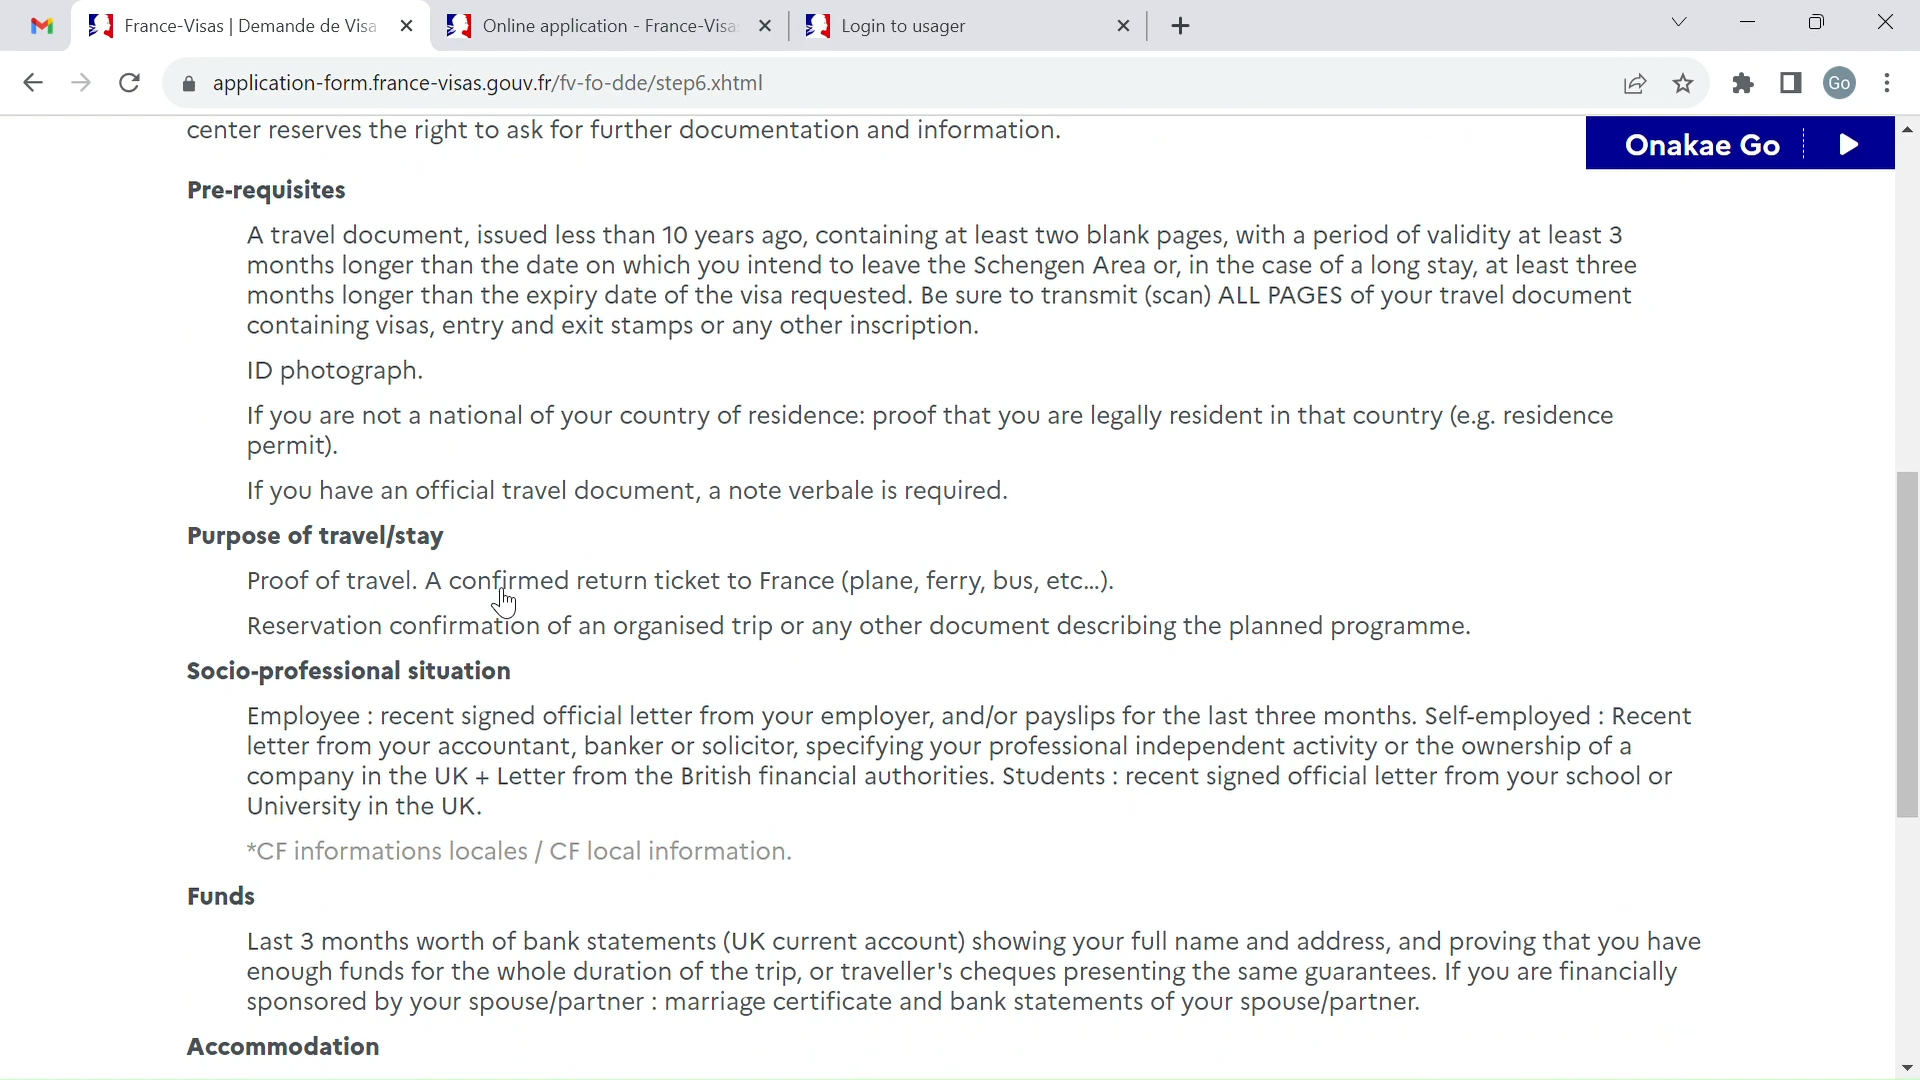 France-Visas | Demande de Visa
Online application - France-Visa
Login to usager
application-form.france-visas.gouv.fr/fv-fo-dde/step6.xhtml
Go
center reserves the right to ask for further documentation and information.
Onakae Go
Pre-requisites
A travel document, issued less than 10 years ago, containing at least two blank pages, with a period of validity at least 3
months longer than the date on which you intend to leave the Schengen Area or, in the case of a long stay, at least three
months longer than the expiry date of the visa requested. Be sure to transmit (scan) ALL PAGES of your travel document
containing visas, entry and exit stamps or any other inscription.
ID photograph.
If you are not a national of your country of residence: proof that you are legally resident in that country (e.g. residence
permit).
If you have an official travel document, a note verbale is required.
Purpose of travel/stay
Proof of travel. A confirmed return ticket to France (plane, ferry, bus, etc...).
Reservation confirmation of an organised trip or any other document describing the planned programme.
Socio-professional situation
Employee : recent signed official letter from your employer, and/or payslips for the last three months. Self-employed : Recent
letter from your accountant, banker or solicitor, specifying your professional independent activity or the ownership of a
company in the UK + Letter from the British financial authorities. Students : recent signed official letter from your school or
University in the UK.
*CF informations locales / CF local information.
Funds
Last 3 months worth of bank statements (UK current account) showing your full name and address, and proving that you have
enough funds for the whole duration of the trip, or traveller's cheques presenting the same guarantees. If you are financially
sponsored by your spouse/partner : marriage certificate and bank statements of your spouse/partner.
Accommodation